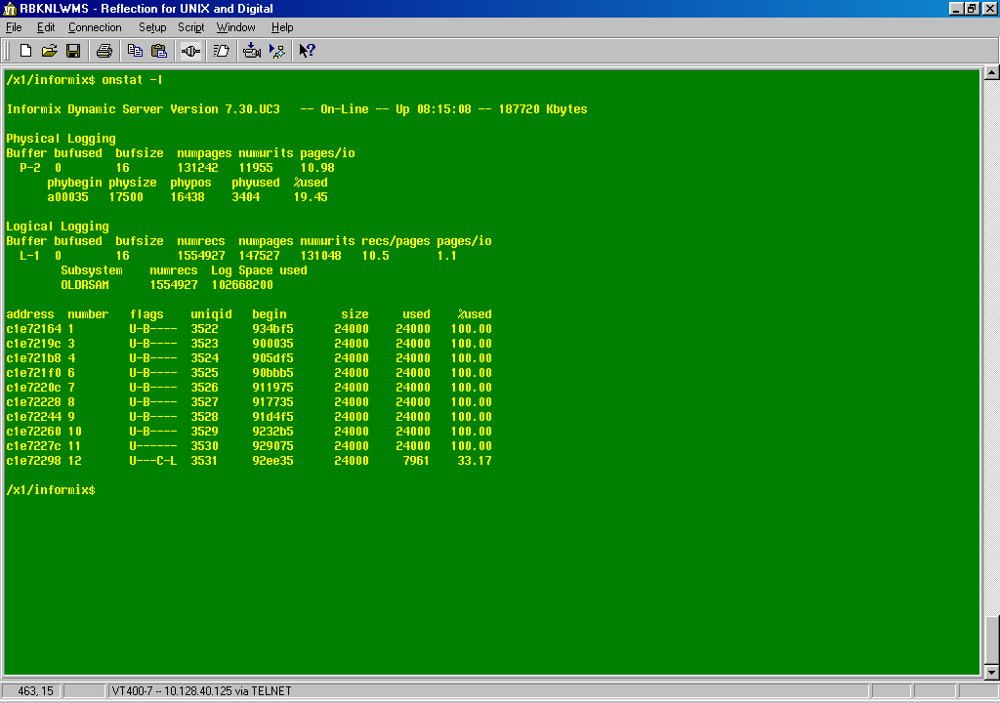 RBKNLWMS - Reflection for UNIX and Digital
File Edit Connection Setup Script Window Help
/x1/informix$ onstat -l
Informix Dynamic Server Version 7.30.UC3   -- On-Line -- Up 08:15:08 -- 187720 Kbytes
Physical Logging
Buffer bufused  bufsize  numpages numwrits pages/io
  P-2  0        16       131242   11955    10.98
      phybegin physize  phypos   phyused  %used
      a00035   17500    16438    3404     19.45
Logical Logging
Buffer bufused  bufsize  numrecs  numpages numwrits recs/pages pages/io
  L-1  0        16       1554927  147527   131048   10.5       1.1
        Subsystem    numrecs  Log Space used
        OLDRSAM      1554927  102668200
address  number   flags    uniqid   begin        size     used    %used
c1e72164 1        U-B----  3522     934bf5      24000    24000   100.00
c1e7219c 3        U-B----  3523     900035      24000    24000   100.00
c1e721b8 4        U-B----  3524     905df5      24000    24000   100.00
c1e721f0 6        U-B----  3525     90bbb5      24000    24000   100.00
c1e7220c 7        U-B----  3526     911975      24000    24000   100.00
c1e72228 8        U-B----  3527     917735      24000    24000   100.00
c1e72244 9        U-B----  3528     91d4f5      24000    24000   100.00
c1e72260 10       U-B----  3529     9232b5      24000    24000   100.00
c1e7227c 11       U------  3530     929075      24000    24000   100.00
c1e72298 12       U---C-L  3531     92ee35      24000     7961    33.17
/x1/informix$
463, 15 VT400-7 -- 10.128.40.125 via TELNET